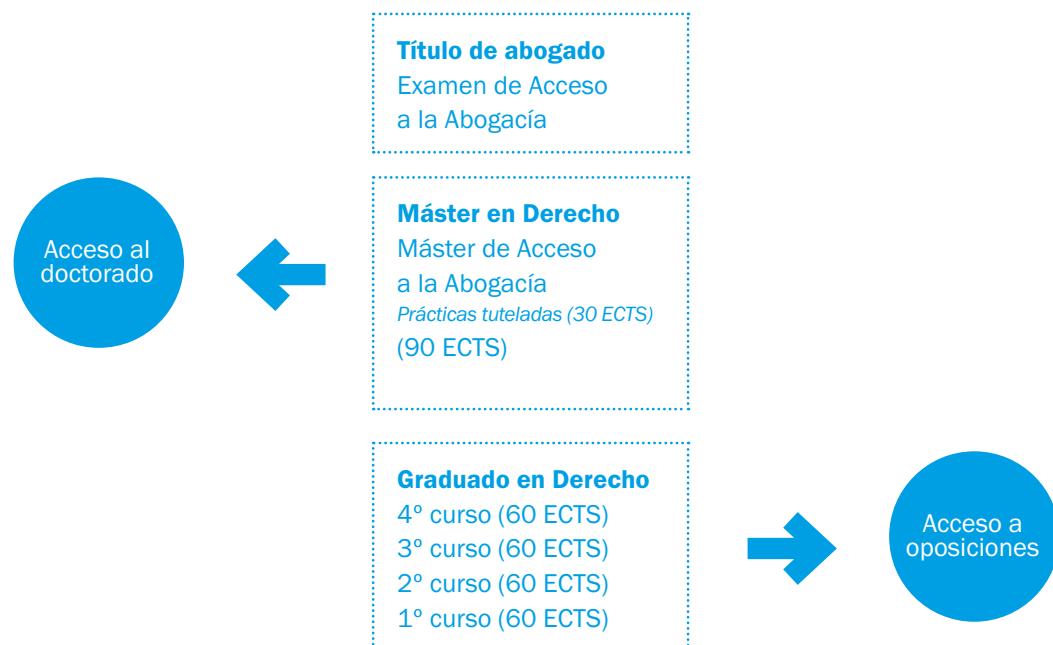 Título de abogado
Examen de Acceso
a la Abogacía
Acceso al
doctorado
Máster en Derecho
Máster de Acceso
a la Abogacía
Prácticas tuteladas (30 ECTS)
(90 ECTS)
Graduado en Derecho
4º curso (60 ECTS)
3º curso (60 ECTS)
2º curso (60 ECTS)
1º curso (60 ECTS)
Acceso a
oposiciones